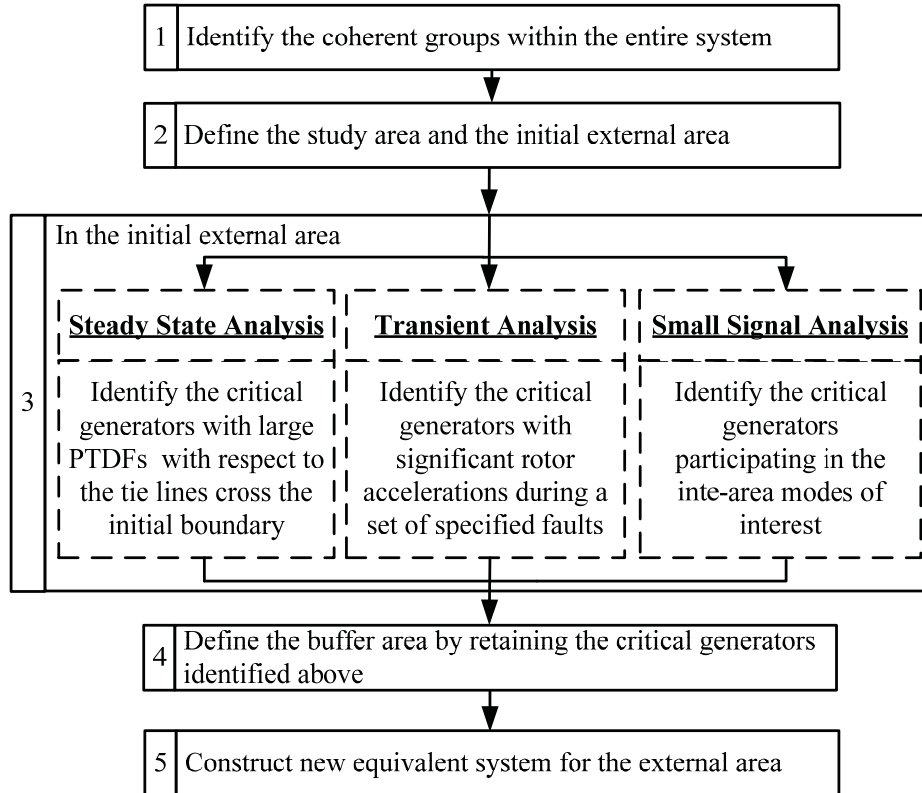 1 Identify the coherent groups within the entire system
2 Define the study area and the initial external area
3
In the initial external area
Steady State Analysis
Identify the critical
generators with large
PTDFs with respect to
the tie lines cross the
initial boundary
Transient Analysis
Identify the critical
generators with
significant rotor
accelerations during a
set of specified faults
Small Signal Analysis
Identify the critical
generators
participating in the
inte-area modes of
interest
4 Define the buffer area by retaining the critical generators
identified above
5 Construct new equivalent system for the external area